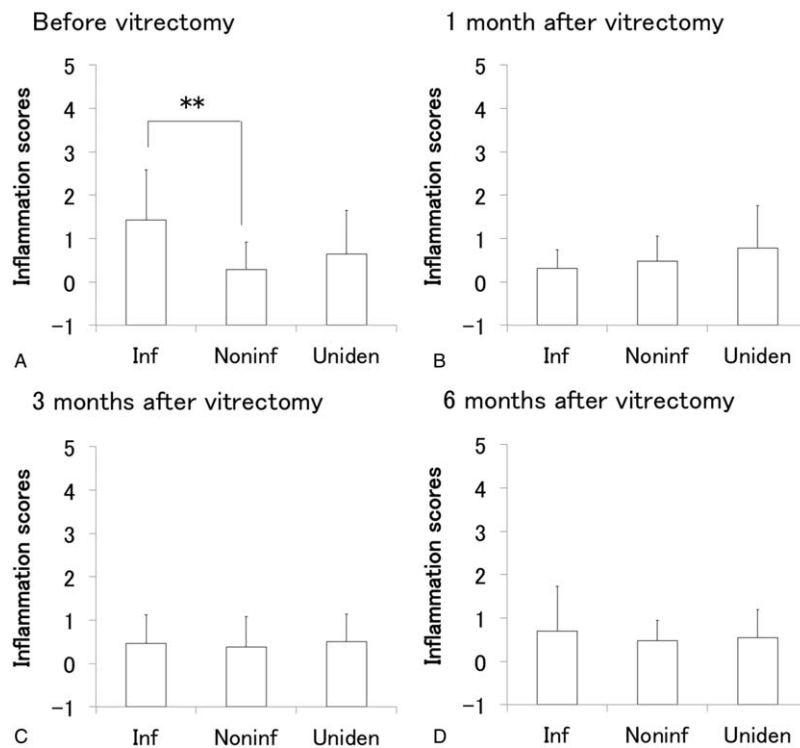 Before vitrectomy
Inflammation scores
5
4
3
2
1
0
−1
**
Inf Noninf Uniden
A
1 month after vitrectomy
Inflammation scores
5
4
3
2
1
0
−1
Inf Noninf Uniden
B
3 months after vitrectomy
Inflammation scores
5
4
3
2
1
0
−1
Inf Noninf Uniden
C
6 months after vitrectomy
Inflammation scores
5
4
3
2
1
0
−1
Inf Noninf Uniden
D